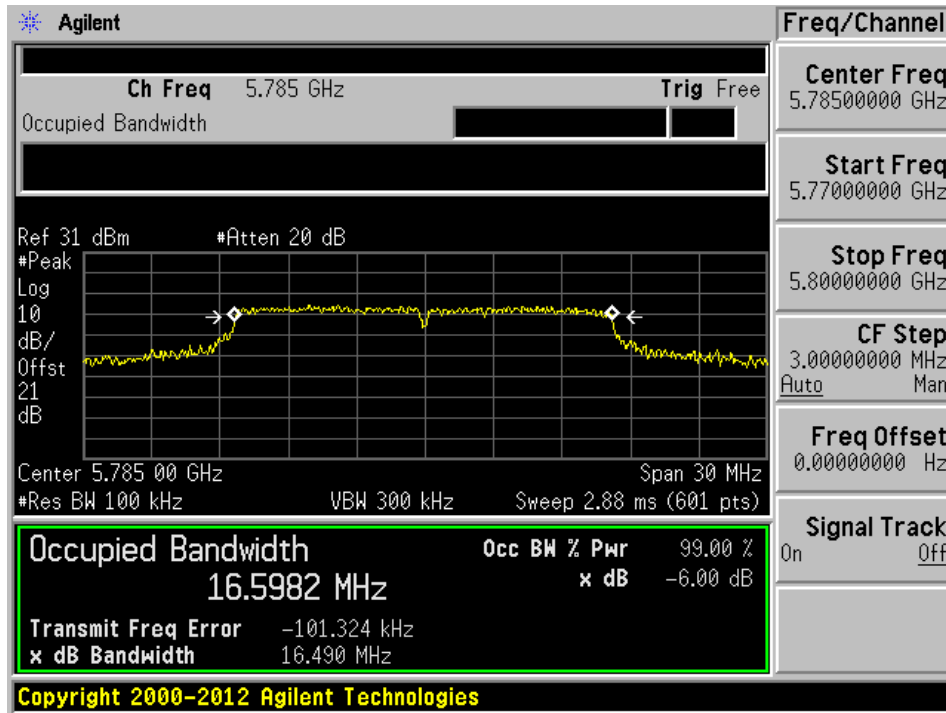 Agilent
Freq/Channel
Ch Freq 5.785 GHz Trig Free
Occupied Bandwidth
Center Freq
5.78500000 GHz
Start Freq
5.77000000 GHz
Stop Freq
5.80000000 GHz
CF Step
3.00000000 MHz
Auto Man
Freq Offset
0.00000000 Hz
Signal Track
On Off
Ref 31 dBm #Atten 20 dB
#Peak
Log
10
dB/
Offst
21
dB
Center 5.785 00 GHz Span 30 MHz
#Res BW 100 kHz VBW 300 kHz Sweep 2.88 ms (601 pts)
Occupied Bandwidth Occ BW % Pwr 99.00 %
16.5982 MHz x dB -6.00 dB
Transmit Freq Error -101.324 kHz
x dB Bandwidth 16.490 MHz
Copyright 2000-2012 Agilent Technologies